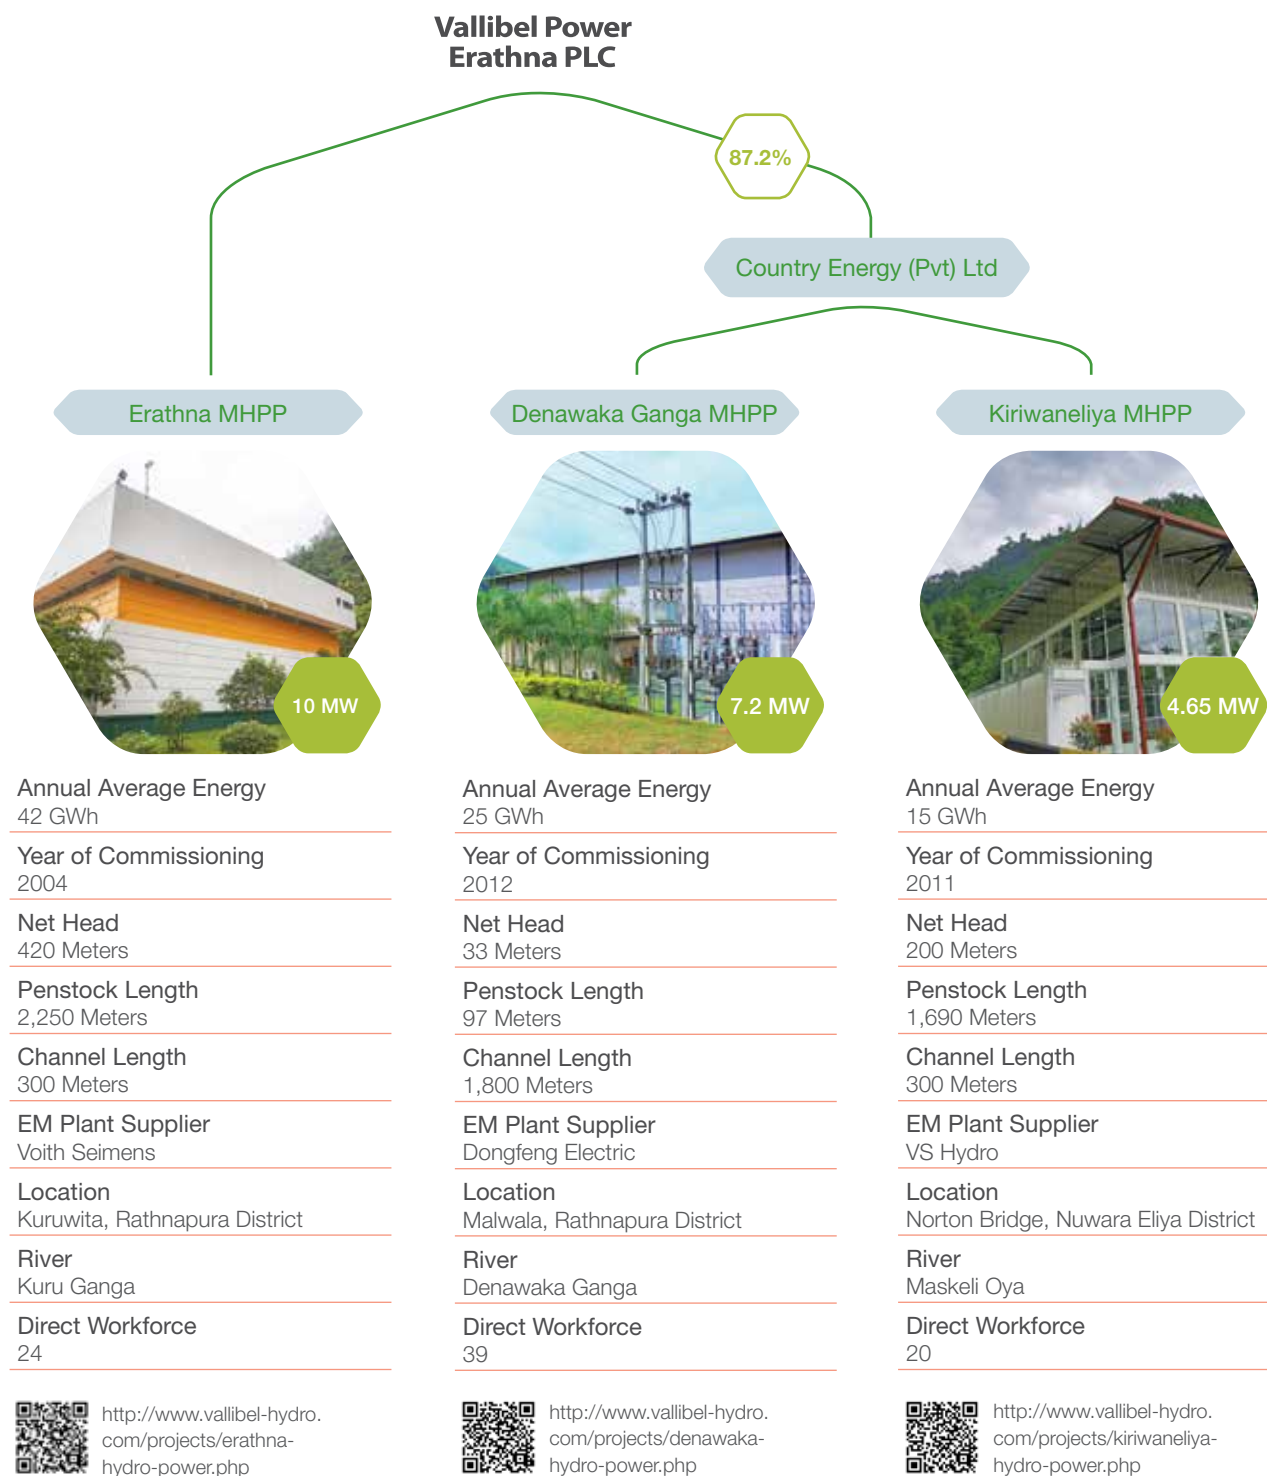 Vallibel Power
Erathna PLC
87.2%
Country Energy (Pvt) Ltd
Erathna MHPP
10 MW
Annual Average Energy
42 GWh
Year of Commissioning
2004
Net Head
420 Meters
Penstock Length
2,250 Meters
Channel Length
300 Meters
EM Plant Supplier
Voith Seimens
Location
Kuruwita, Rathnapura District
River
Kuru Ganga
Direct Workforce
24
http://www.vallibel-hydro.
com/projects/erathna-
hydro-power.php
Denawaka Ganga MHPP
7.2 MW
Annual Average Energy
25 GWh
Year of Commissioning
2012
Net Head
33 Meters
Penstock Length
97 Meters
Channel Length
1,800 Meters
EM Plant Supplier
Dongfeng Electric
Location
Malwala, Rathnapura District
River
Denawaka Ganga
Direct Workforce
39
http://www.vallibel-hydro.
com/projects/denawaka-
hydro-power.php
Kiriwaneliya MHPP
4.65 MW
Annual Average Energy
15 GWh
Year of Commissioning
2011
Net Head
200 Meters
Penstock Length
1,690 Meters
Channel Length
300 Meters
EM Plant Supplier
VS Hydro
Location
Norton Bridge, Nuwara Eliya District
River
Maskeli Oya
Direct Workforce
20
http://www.vallibel-hydro.
com/projects/kiriwaneliya-
hydro-power.php